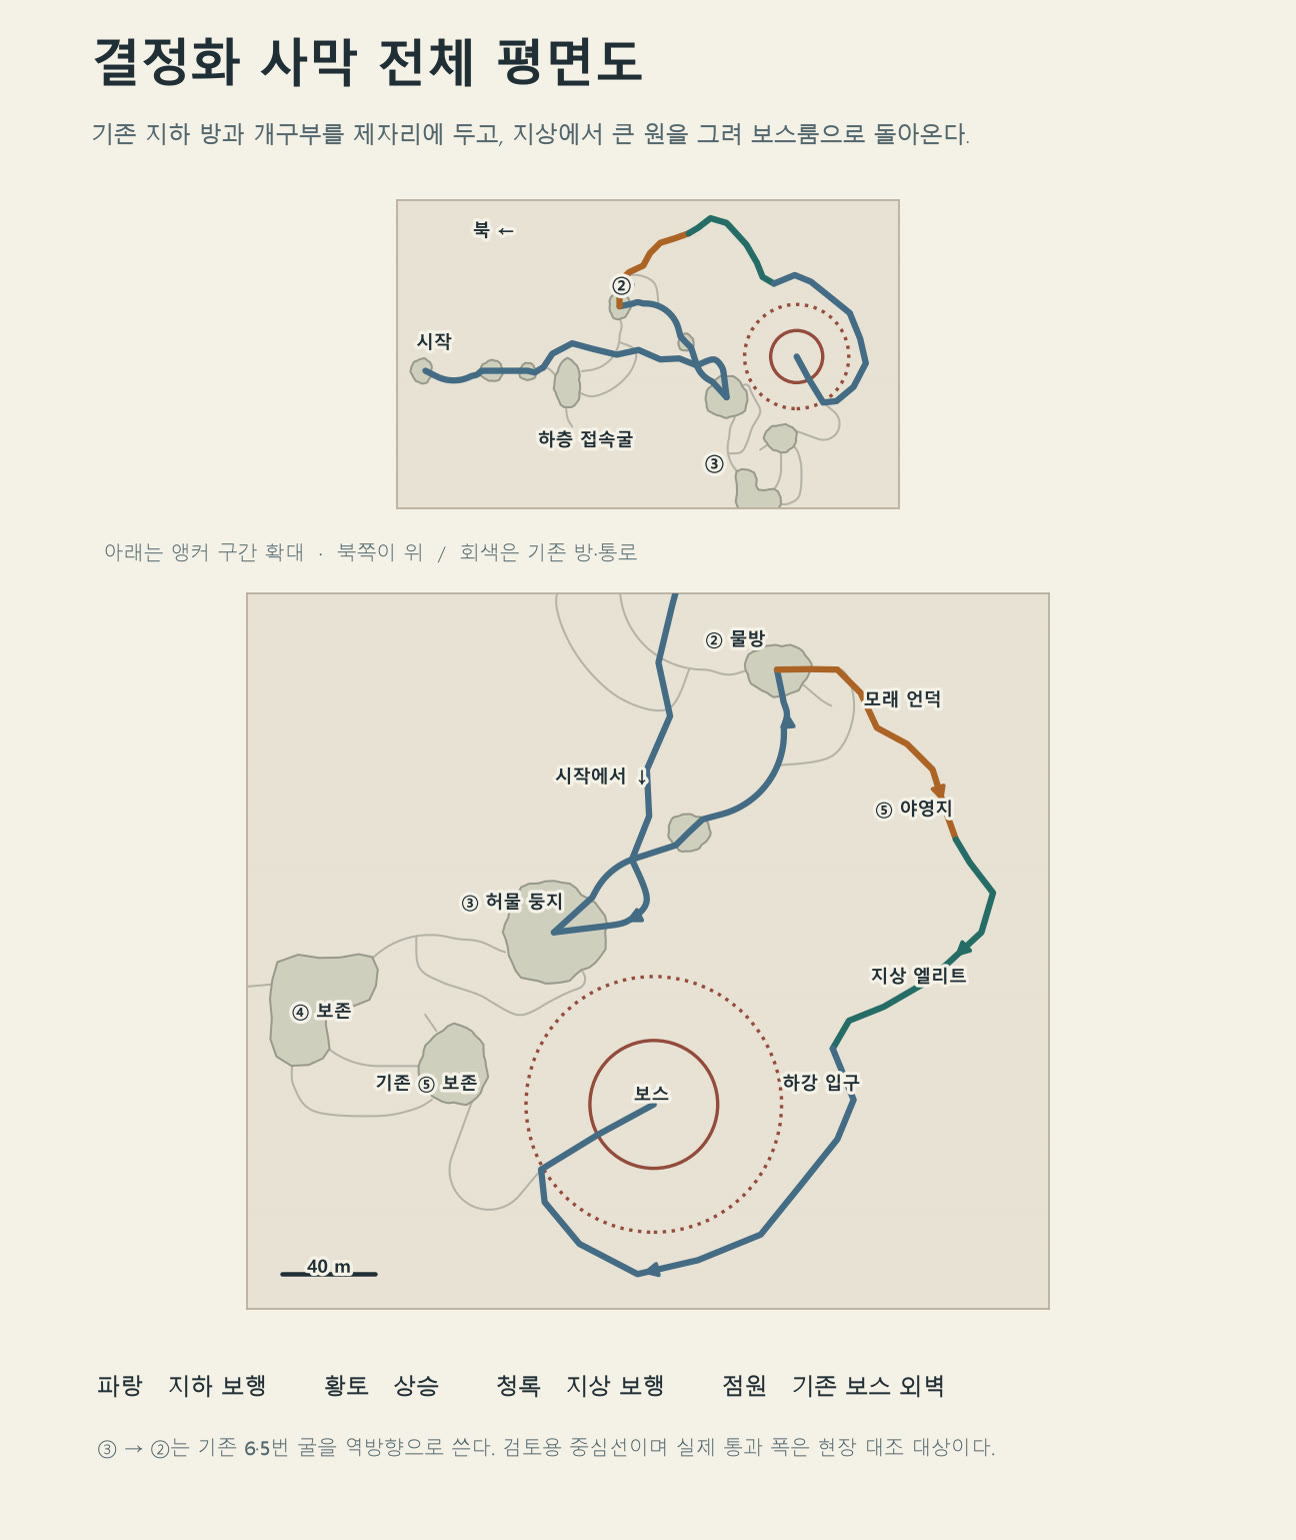 결정화 사막 전체 평면도
기존 지하 방과 개구부를 제자리에 두고, 지상에서 큰 원을 그려 보스룸으로 돌아온다.
북 ←
②
시작
하층 접속굴
③
아래는 앵커 구간 확대 · 북쪽이 위 / 회색은 기존 방·통로
② 물방
모래 언덕
시작에서 ↓
⑤ 야영지
③ 허물 둥지
지상 엘리트
④ 보존
기존 ⑤ 보존
하강 입구
보스
40 m
파랑 지하 보행 황토 상승 청록 지상 보행 점원 기존 보스 외벽
③ → ②는 기존 6·5번 굴을 역방향으로 쓴다. 검토용 중심선이며 실제 통과 폭은 현장 대조 대상이다.